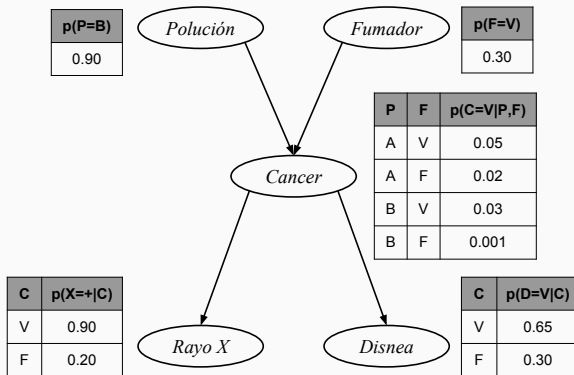 p(P=B)
0.90
Polución
Fumador
p(F=V)
0.30
P F p(C=V|P,F)
A V 0.05
A F 0.02
B V 0.03
B F 0.001
Cancer
C p(X=+|C)
V 0.90
F 0.20
Rayo X
Disnea
C p(D=V|C)
V 0.65
F 0.30